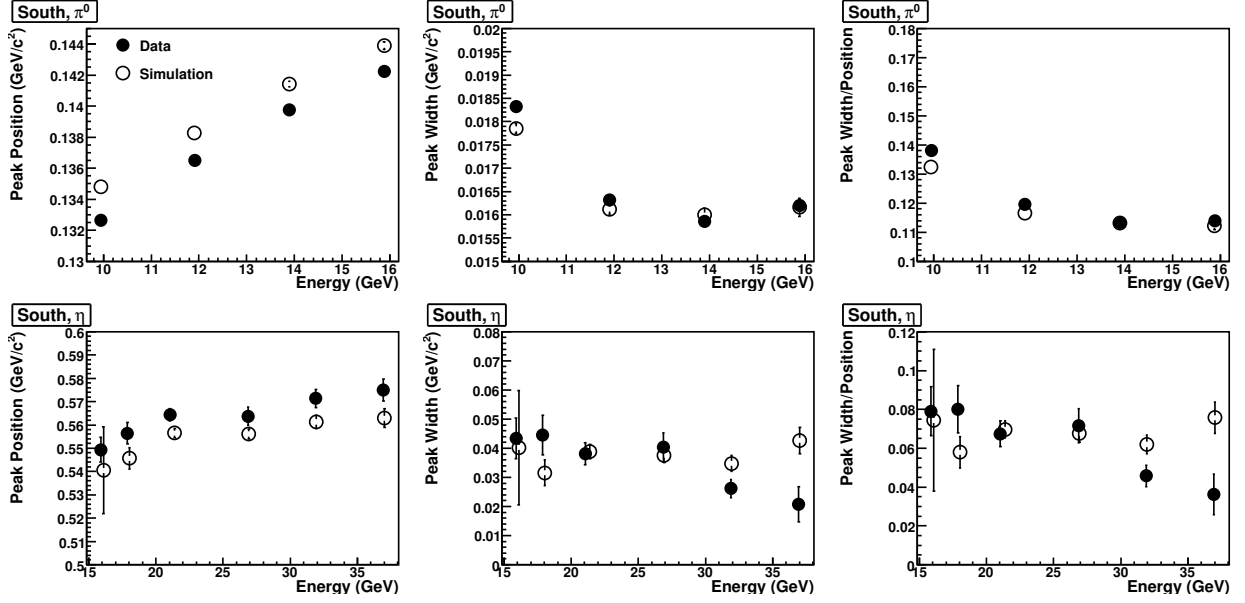 South, π⁰
Peak Position (GeV/c²)
0.144
0.142
0.14
0.138
0.136
0.134
0.132
0.13
Data
Simulation
10 11 12 13 14 15 16
Energy (GeV)
South, π⁰
Peak Width (GeV/c²)
0.02
0.0195
0.019
0.0185
0.018
0.0175
0.017
0.0165
0.016
0.0155
0.015
10 11 12 13 14 15 16
Energy (GeV)
South, π⁰
Peak Width/Position
0.18
0.17
0.16
0.15
0.14
0.13
0.12
0.11
0.1
10 11 12 13 14 15 16
Energy (GeV)
South, η
Peak Position (GeV/c²)
0.6
0.59
0.58
0.57
0.56
0.55
0.54
0.53
0.52
0.51
0.5
15 20 25 30 35
Energy (GeV)
South, η
Peak Width (GeV/c²)
0.08
0.07
0.06
0.05
0.04
0.03
0.02
0.01
0
15 20 25 30 35
Energy (GeV)
South, η
Peak Width/Position
0.12
0.1
0.08
0.06
0.04
0.02
0
15 20 25 30 35
Energy (GeV)